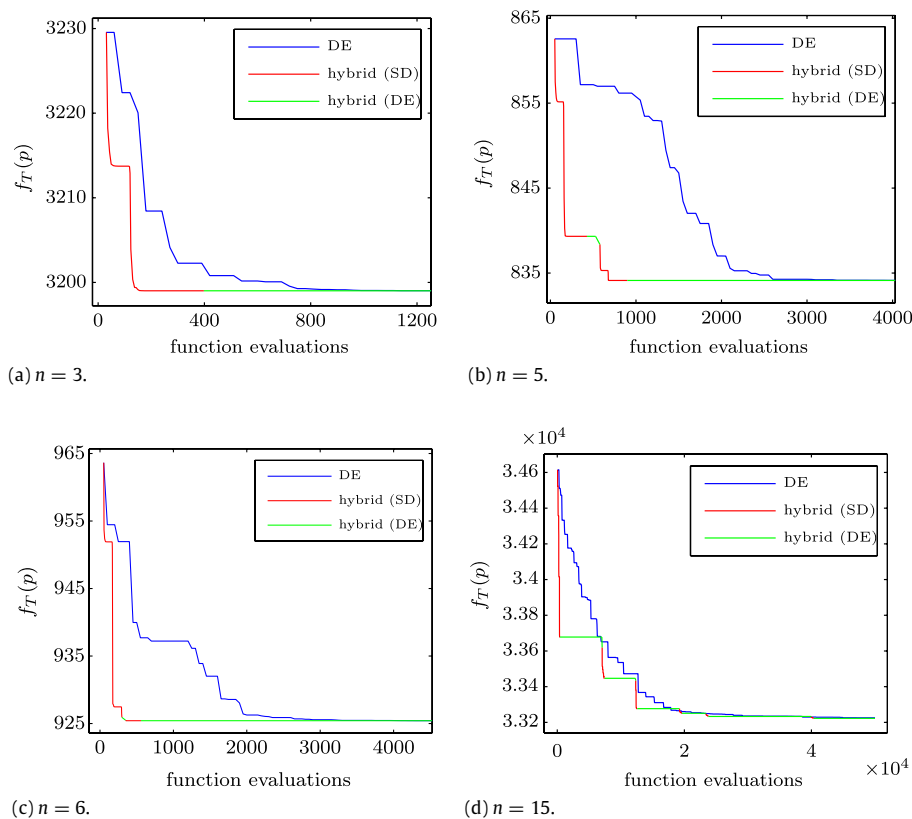 3230
3220
3210
3200
f_T(p)
DE
hybrid (SD)
hybrid (DE)
0 400 800 1200
function evaluations
(a) n = 3.
865
855
845
835
f_T(p)
DE
hybrid (SD)
hybrid (DE)
0 1000 2000 3000 4000
function evaluations
(b) n = 5.
965
955
945
935
925
f_T(p)
DE
hybrid (SD)
hybrid (DE)
0 1000 2000 3000 4000
function evaluations
(c) n = 6.
×10⁴
3.46
3.44
3.42
3.4
3.38
3.36
3.34
3.32
f_T(p)
DE
hybrid (SD)
hybrid (DE)
0 2 4
×10⁴
function evaluations
(d) n = 15.